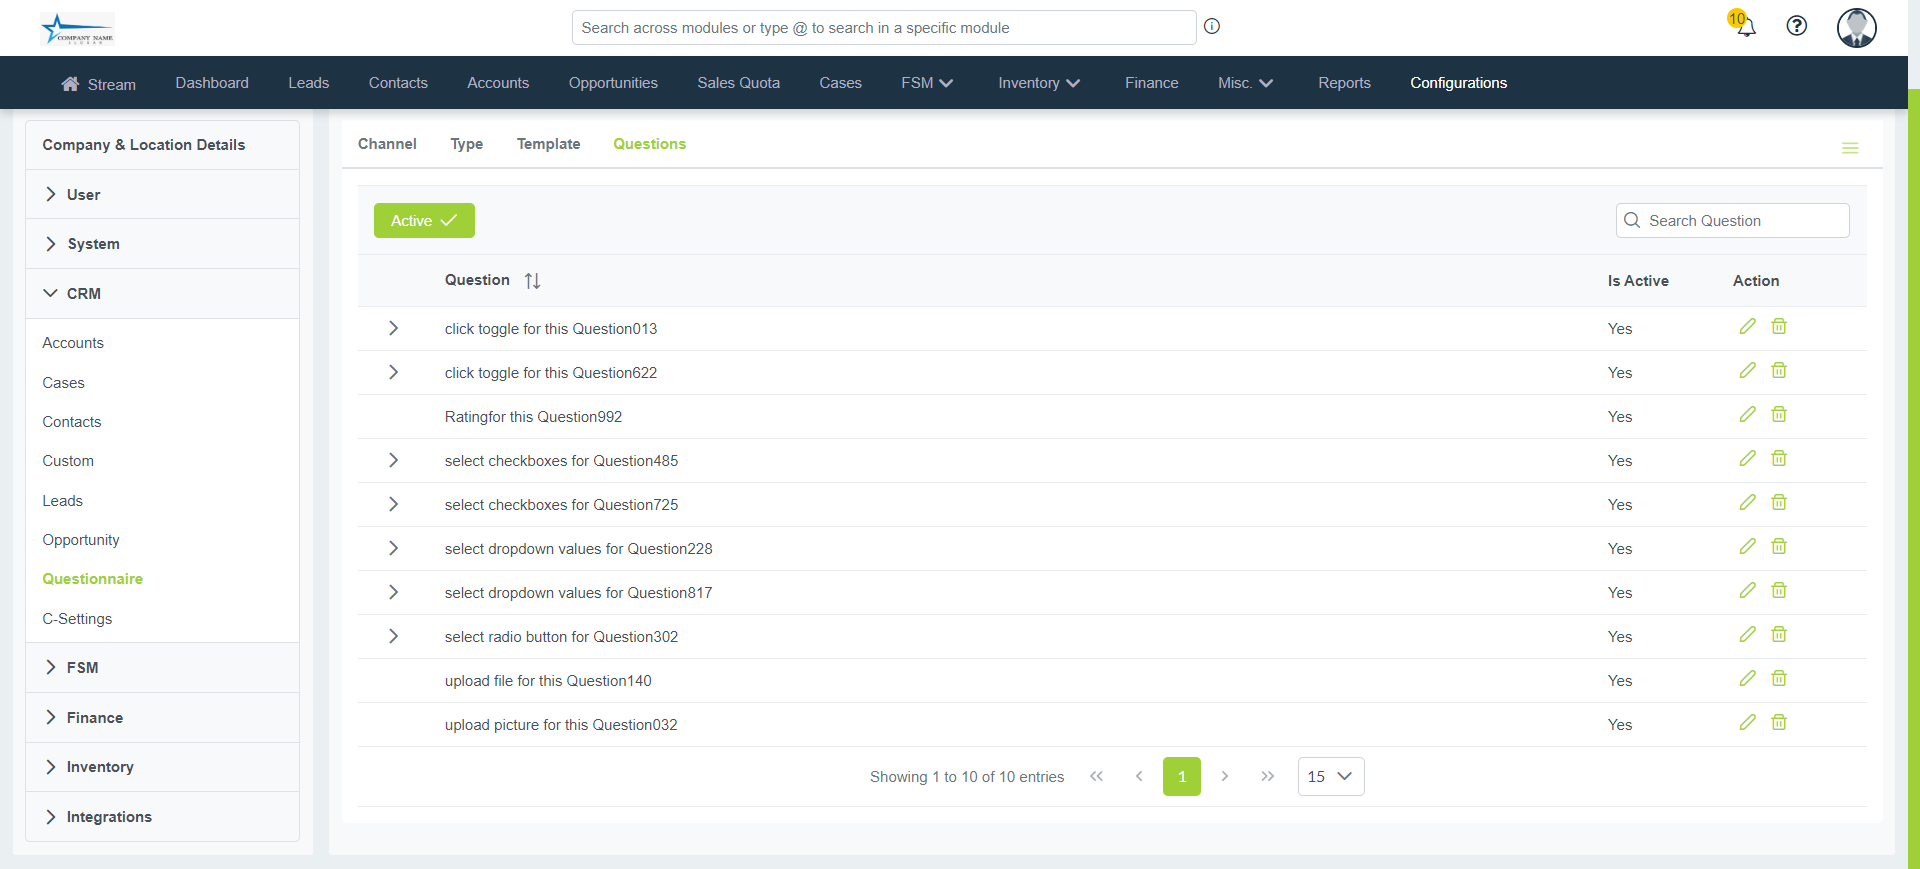 COMPANY NAME
Search across modules or type @ to search in a specific module
10
Stream Dashboard Leads Contacts Accounts Opportunities Sales Quota Cases FSM Inventory Finance Misc. Reports Configurations
Company & Location Details
User
System
CRM
Accounts
Cases
Contacts
Custom
Leads
Opportunity
Questionnaire
C-Settings
FSM
Finance
Inventory
Integrations
Channel Type Template Questions
Active
Search Question
Question Is Active Action
click toggle for this Question013 Yes
click toggle for this Question622 Yes
Ratingfor this Question992 Yes
select checkboxes for Question485 Yes
select checkboxes for Question725 Yes
select dropdown values for Question228 Yes
select dropdown values for Question817 Yes
select radio button for Question302 Yes
upload file for this Question140 Yes
upload picture for this Question032 Yes
Showing 1 to 10 of 10 entries 1 15